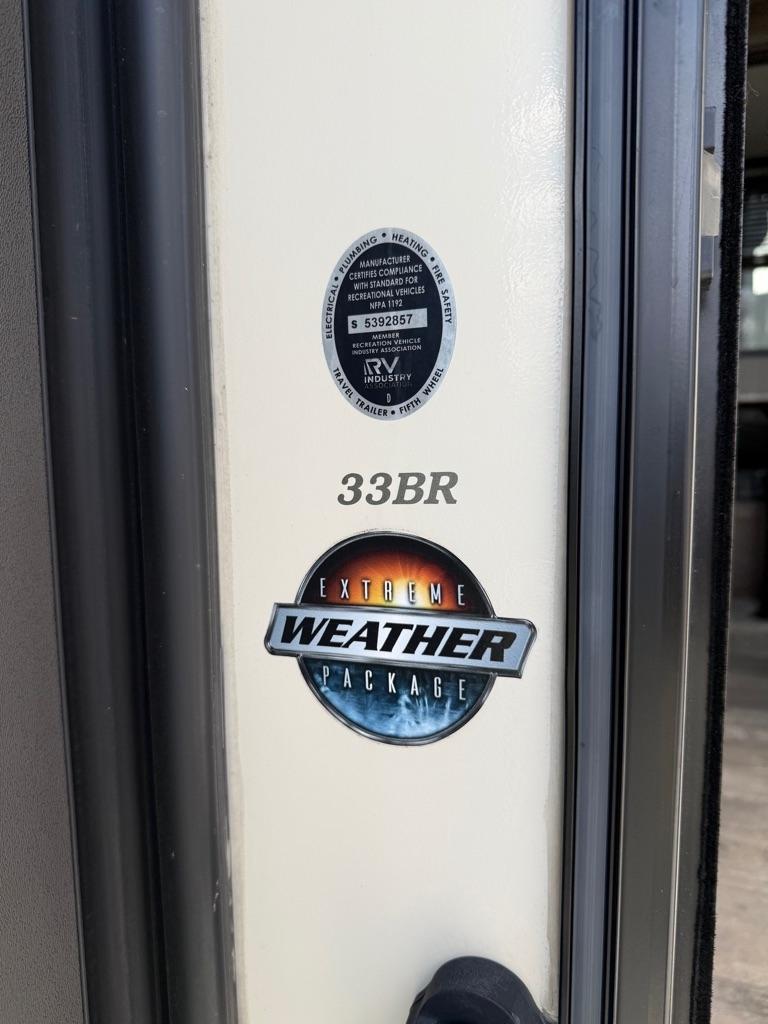 ELECTRICAL • PLUMBING • HEATING • FIRE SAFETY
MANUFACTURER
CERTIFIES COMPLIANCE
WITH STANDARD FOR
RECREATIONAL VEHICLES
NFPA 1192
S 5392857
MEMBER
RECREATION VEHICLE
INDUSTRY ASSOCIATION
RV
INDUSTRY
ASSOCIATION
D
TRAVEL TRAILER • FIFTH WHEEL
33BR
EXTREME
WEATHER
PACKAGE